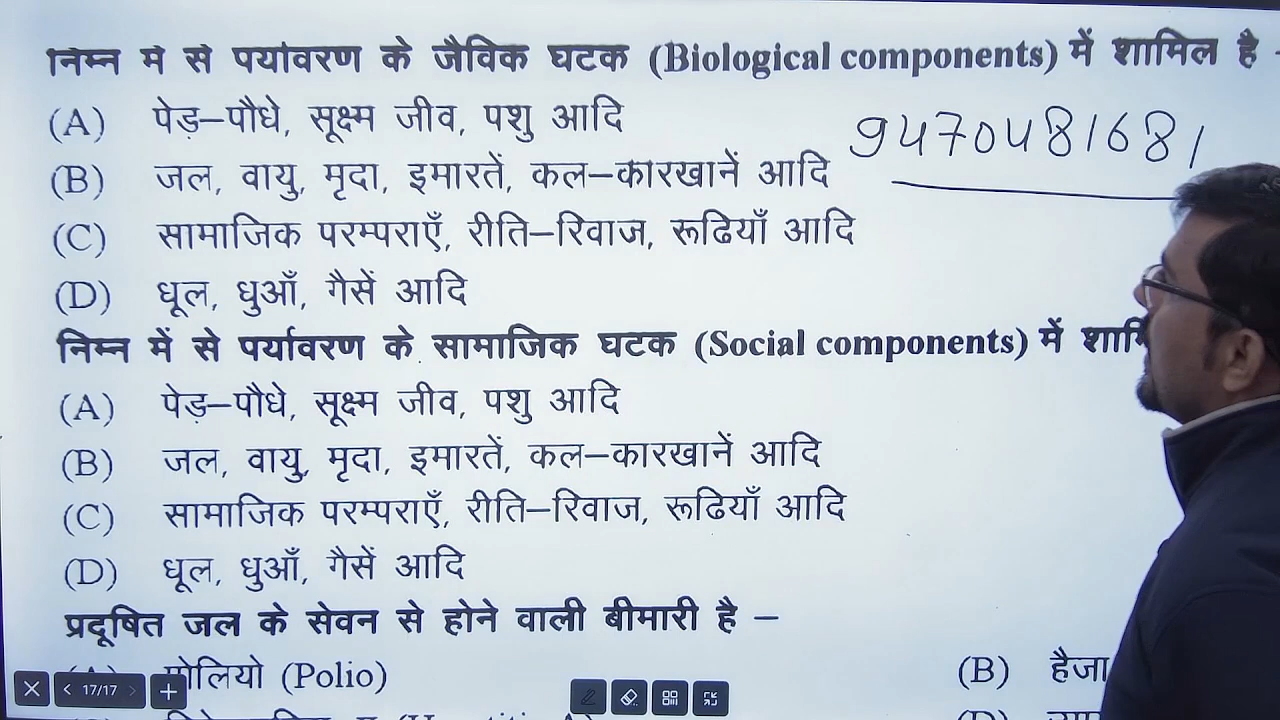 निम्न में से पर्यावरण के जैविक घटक (Biological components) में शामिल है -
(A) पेड़–पौधे, सूक्ष्म जीव, पशु आदि
9470481681
(B) जल, वायु, मृदा, इमारतें, कल–कारखानें आदि
(C) सामाजिक परम्पराएँ, रीति–रिवाज, रूढियाँ आदि
(D) धूल, धुआँ, गैसें आदि
निम्न में से पर्यावरण के सामाजिक घटक (Social components) में
(A) पेड़–पौधे, सूक्ष्म जीव, पशु आदि
(B) जल, वायु, मृदा, इमारतें, कल–कारखानें आदि
(C) सामाजिक परम्पराएँ, रीति–रिवाज, रूढियाँ आदि
(D) धूल, धुआँ, गैसें आदि
प्रदूषित जल के सेवन से होने वाली बीमारी है –
पोलियो (Polio) (B) हैजा
17/17